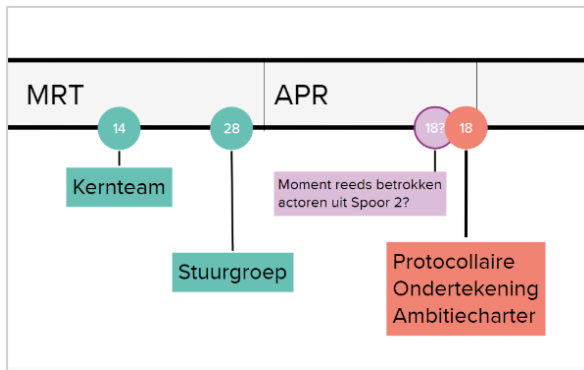 MRT
APR
14
28
18?
18
Kernteam
Moment reeds betrokken
actoren uit Spoor 2?
Stuurgroep
Protocollaire
Ondertekening
Ambitiecharter